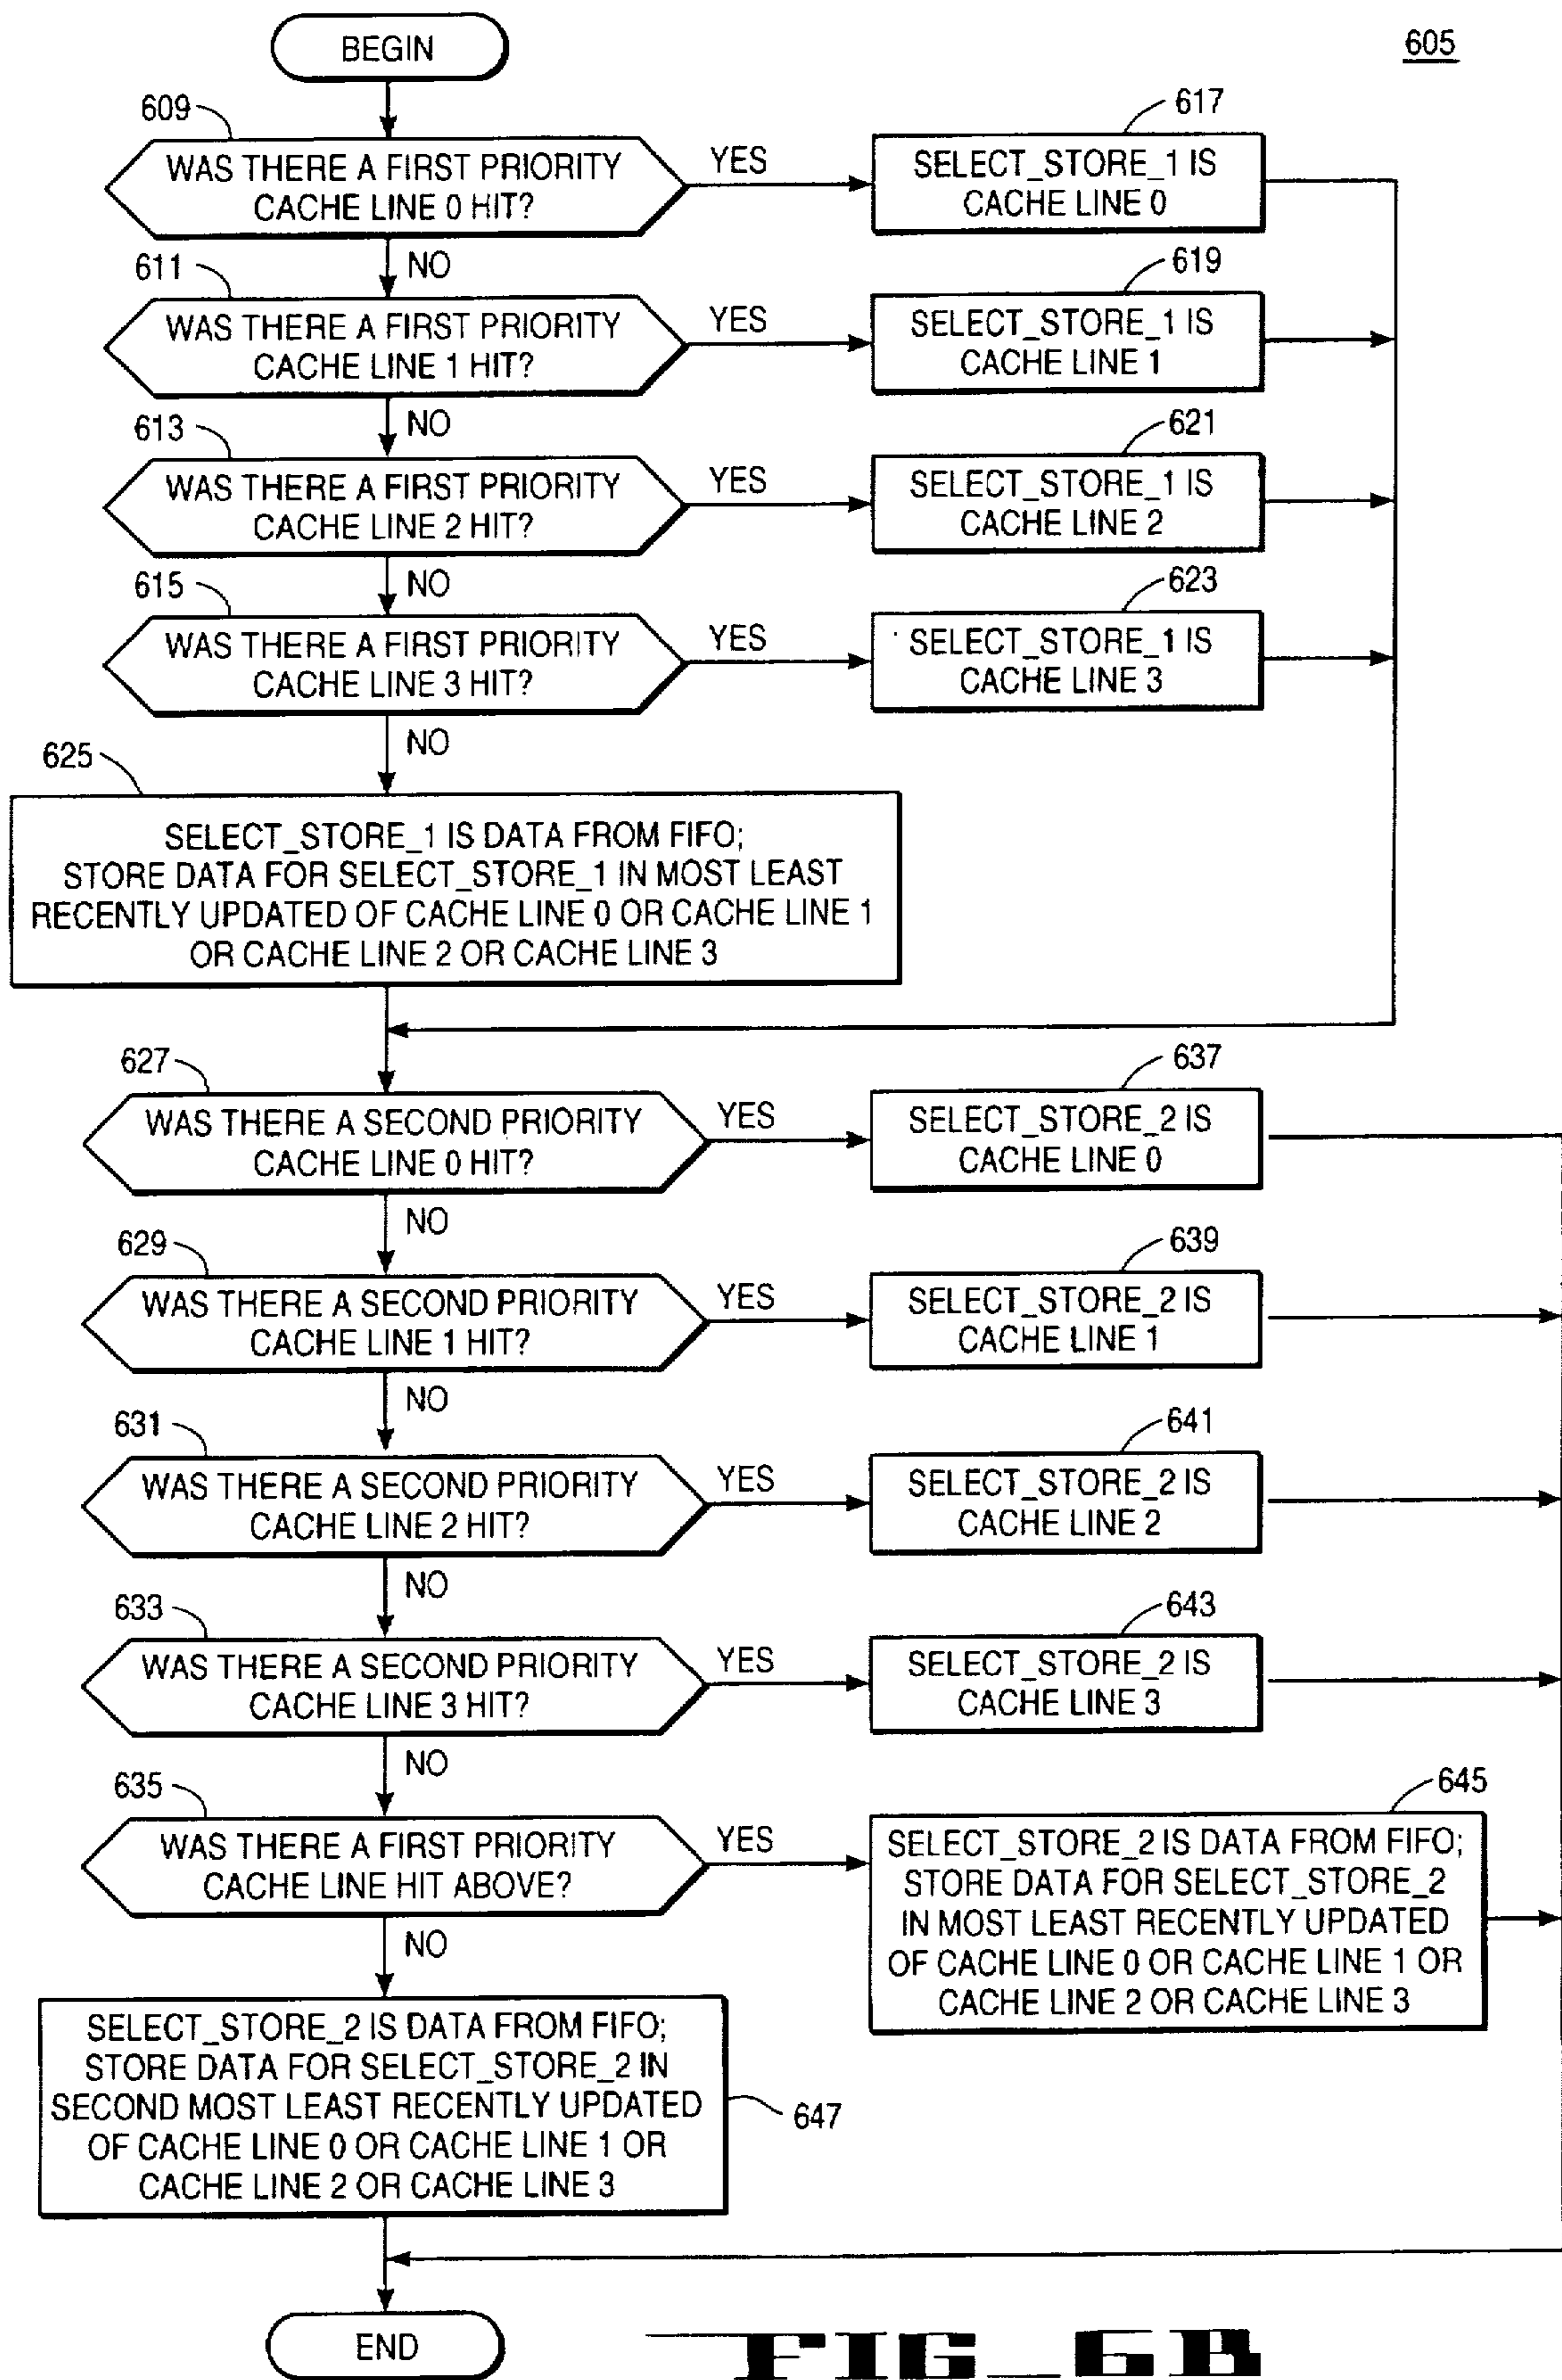 BEGIN
605
609
WAS THERE A FIRST PRIORITY
CACHE LINE 0 HIT?
YES
617
SELECT_STORE_1 IS
CACHE LINE 0
NO
611
WAS THERE A FIRST PRIORITY
CACHE LINE 1 HIT?
YES
619
SELECT_STORE_1 IS
CACHE LINE 1
NO
613
WAS THERE A FIRST PRIORITY
CACHE LINE 2 HIT?
YES
621
SELECT_STORE_1 IS
CACHE LINE 2
NO
615
WAS THERE A FIRST PRIORITY
CACHE LINE 3 HIT?
YES
623
SELECT_STORE_1 IS
CACHE LINE 3
NO
625
SELECT_STORE_1 IS DATA FROM FIFO;
STORE DATA FOR SELECT_STORE_1 IN MOST LEAST
RECENTLY UPDATED OF CACHE LINE 0 OR CACHE LINE 1
OR CACHE LINE 2 OR CACHE LINE 3
627
WAS THERE A SECOND PRIORITY
CACHE LINE 0 HIT?
YES
637
SELECT_STORE_2 IS
CACHE LINE 0
NO
629
WAS THERE A SECOND PRIORITY
CACHE LINE 1 HIT?
YES
639
SELECT_STORE_2 IS
CACHE LINE 1
NO
631
WAS THERE A SECOND PRIORITY
CACHE LINE 2 HIT?
YES
641
SELECT_STORE_2 IS
CACHE LINE 2
NO
633
WAS THERE A SECOND PRIORITY
CACHE LINE 3 HIT?
YES
643
SELECT_STORE_2 IS
CACHE LINE 3
NO
635
WAS THERE A FIRST PRIORITY
CACHE LINE HIT ABOVE?
YES
645
SELECT_STORE_2 IS DATA FROM FIFO;
STORE DATA FOR SELECT_STORE_2
IN MOST LEAST RECENTLY UPDATED
OF CACHE LINE 0 OR CACHE LINE 1 OR
CACHE LINE 2 OR CACHE LINE 3
NO
SELECT_STORE_2 IS DATA FROM FIFO;
STORE DATA FOR SELECT_STORE_2 IN
SECOND MOST LEAST RECENTLY UPDATED
OF CACHE LINE 0 OR CACHE LINE 1 OR
CACHE LINE 2 OR CACHE LINE 3
647
END
FIG_6B